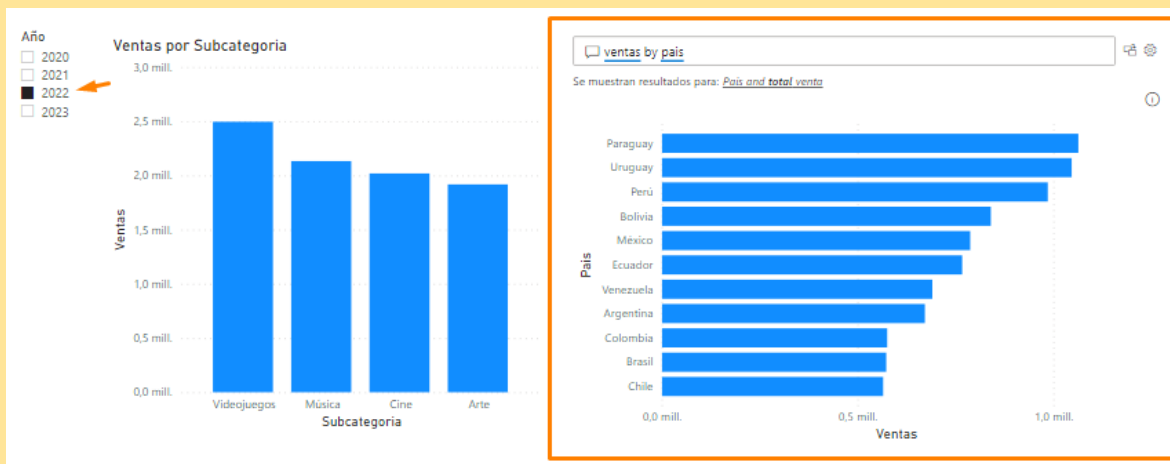 Año
2020
2021
2022
2023
Ventas por Subcategoria
3,0 mill.
2,5 mill.
2,0 mill.
1,5 mill.
1,0 mill.
0,5 mill.
0,0 mill.
Ventas
Videojuegos Música Cine Arte
Subcategoria
ventas by pais
Se muestran resultados para: Pais and total venta
Paraguay
Uruguay
Perú
Bolivia
México
Ecuador
Venezuela
Argentina
Colombia
Brasil
Chile
Pais
0,0 mill. 0,5 mill. 1,0 mill.
Ventas